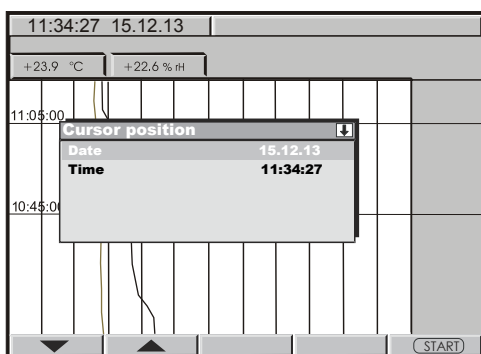 11:34:27 15.12.13
+23.9 °C
+22.6 % rH
11:05:00
Cursor position
Date 15.12.13
Time 11:34:27
10:45:00
START